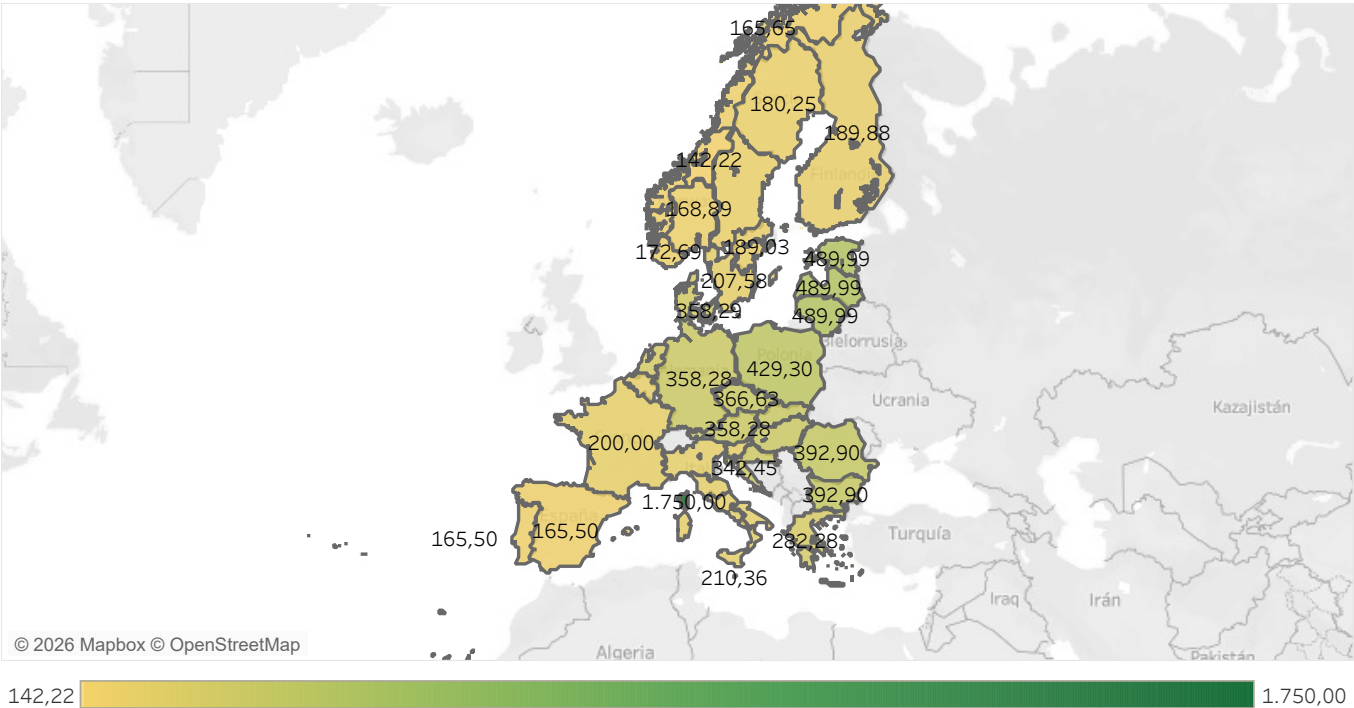 165,65
180,25
189,88
142,22
Finlandia
168,89
172,69
189,03
489,99
207,58
489,99
358,29
489,99
Bielorrusia
Polonia
429,30
358,28
366,63
Ucrania
Kazajistán
358,28
200,00
392,90
342,45
Italia
392,90
1.750,00
España
165,50
165,50
282,28
Turquía
210,36
Iraq
Irán
© 2026 Mapbox © OpenStreetMap
Argelia
Pakistán
142,22
1.750,00